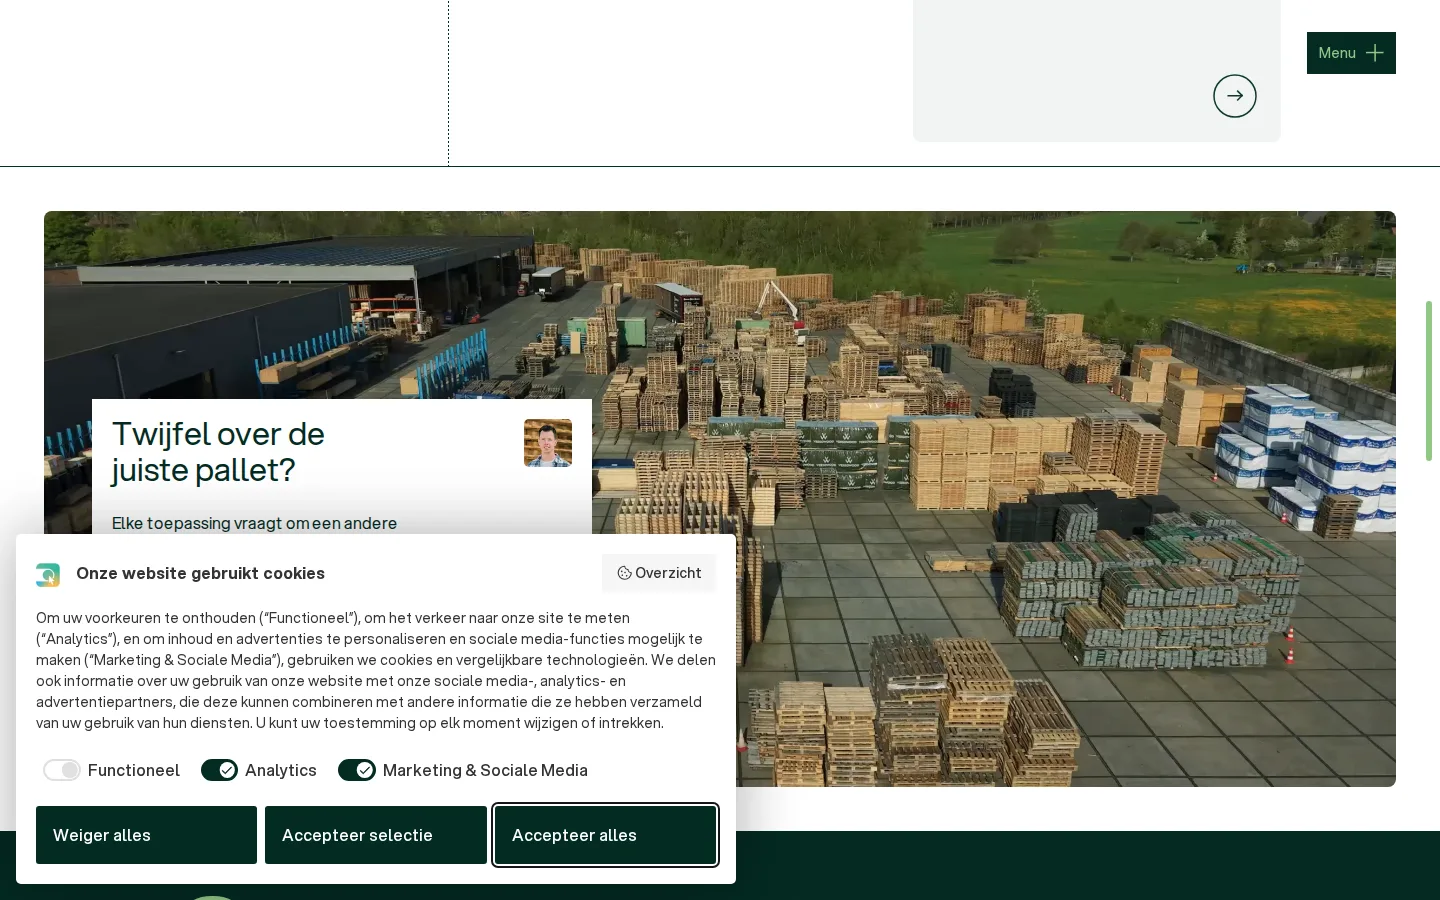 Menu
Twijfel over de
juiste pallet?
Elke toepassing vraagt om een andere
Onze website gebruikt cookies
Overzicht
Om uw voorkeuren te onthouden (“Functioneel”), om het verkeer naar onze site te meten
(“Analytics”), en om inhoud en advertenties te personaliseren en sociale media-functies mogelijk te
maken (“Marketing & Sociale Media”), gebruiken we cookies en vergelijkbare technologieën. We delen
ook informatie over uw gebruik van onze website met onze sociale media-, analytics- en
advertentiepartners, die deze kunnen combineren met andere informatie die ze hebben verzameld
van uw gebruik van hun diensten. U kunt uw toestemming op elk moment wijzigen of intrekken.
Functioneel
Analytics
Marketing & Sociale Media
Weiger alles
Accepteer selectie
Accepteer alles